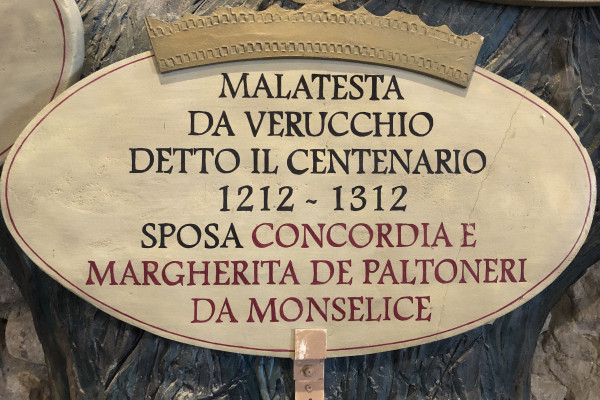 MALATESTA
DA VERUCCHIO
DETTO IL CENTENARIO
1212 - 1312
SPOSA CONCORDIA E
MARGHERITA DE PALTONERI
DA MONSELICE